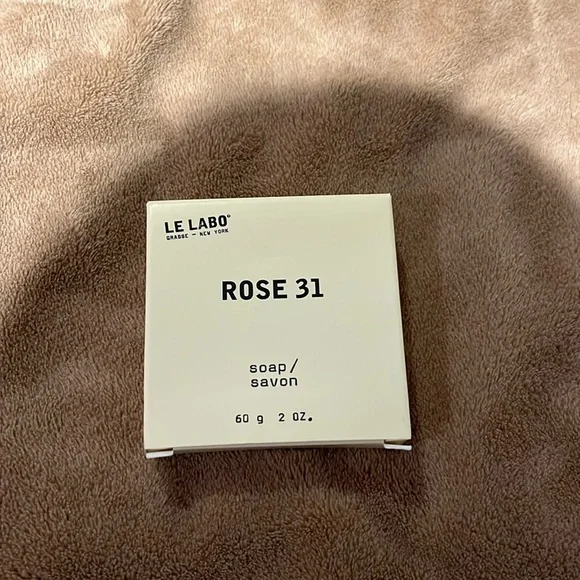 LE LABO®
GRASSE — NEW YORK
ROSE 31
soap/
savon
60 g 2 OZ.